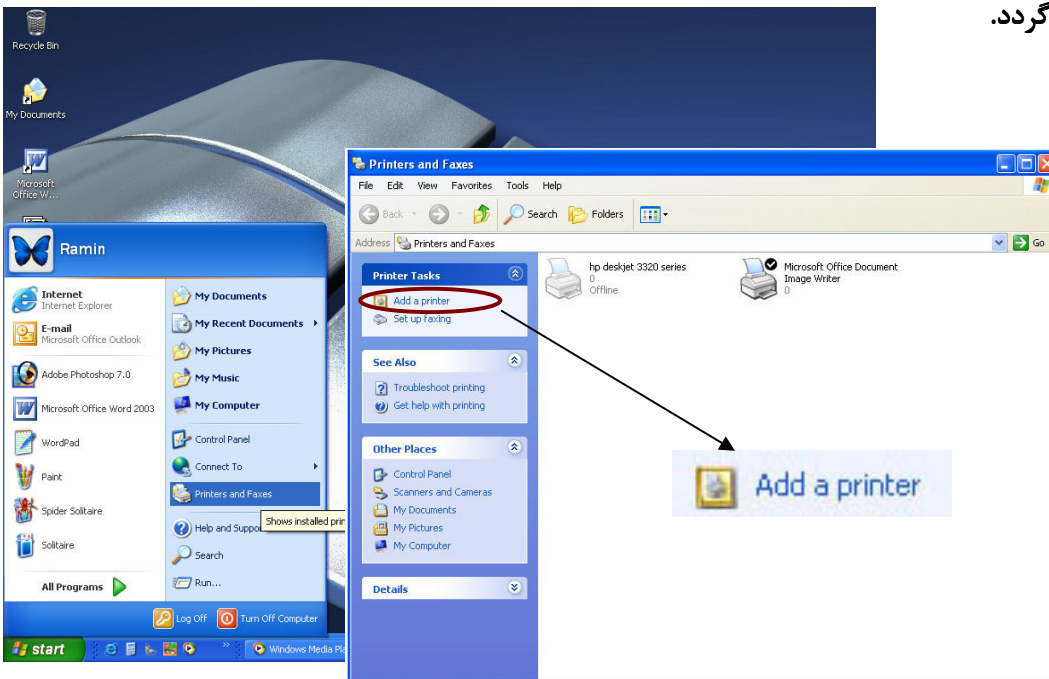 گردد.
Recycle Bin
My Documents
Microsoft
Office W...
Ramin
Internet
Internet Explorer
E-mail
Microsoft Office Outlook
Adobe Photoshop 7.0
Microsoft Office Word 2003
WordPad
Paint
Spider Solitaire
Solitaire
All Programs
My Documents
My Recent Documents
My Pictures
My Music
My Computer
Control Panel
Connect To
Printers and Faxes
Shows installed prin
Help and Suppo
Search
Run...
Log Off
Turn Off Computer
start
Windows Media Pla
Printers and Faxes
File Edit View Favorites Tools Help
Back Search Folders
Address Printers and Faxes Go
Printer Tasks
Add a printer
Set up faxing
See Also
Troubleshoot printing
Get help with printing
Other Places
Control Panel
Scanners and Cameras
My Documents
My Pictures
My Computer
Details
hp deskjet 3320 series
0
Offline
Microsoft Office Document
Image Writer
0
Add a printer